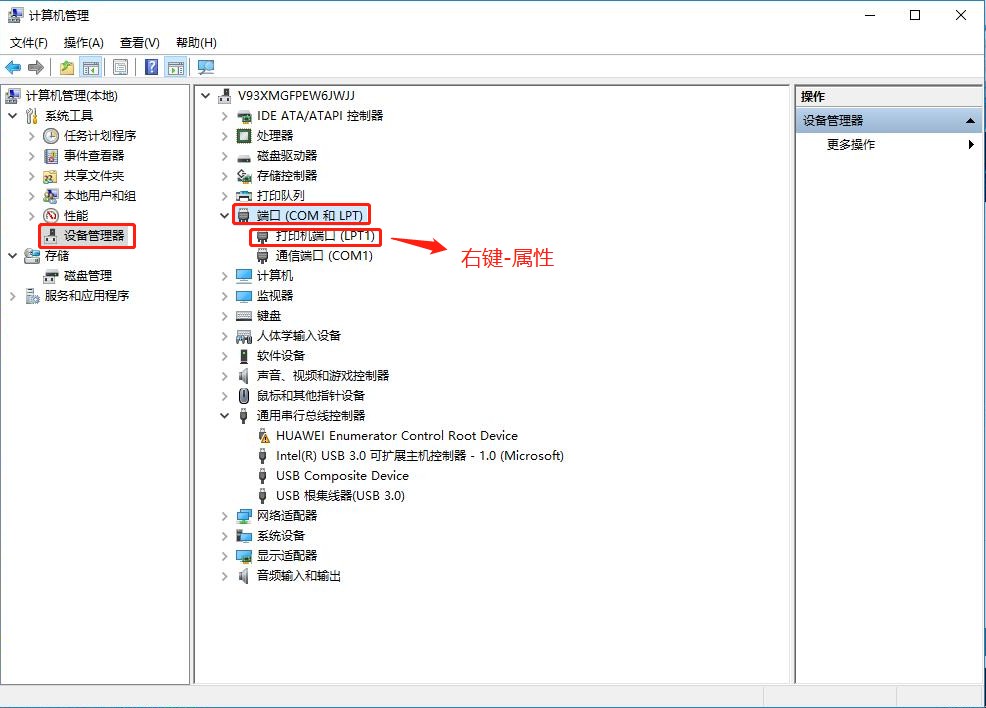 计算机管理
文件(F) 操作(A) 查看(V) 帮助(H)
计算机管理(本地)
系统工具
任务计划程序
事件查看器
共享文件夹
本地用户和组
性能
设备管理器
存储
磁盘管理
服务和应用程序
V93XMGFPEW6JWJJ
IDE ATA/ATAPI 控制器
处理器
磁盘驱动器
存储控制器
打印队列
端口 (COM 和 LPT)
打印机端口 (LPT1)
通信端口 (COM1)
右键-属性
计算机
监视器
键盘
人体学输入设备
软件设备
声音、视频和游戏控制器
鼠标和其他指针设备
通用串行总线控制器
HUAWEI Enumerator Control Root Device
Intel(R) USB 3.0 可扩展主机控制器 - 1.0 (Microsoft)
USB Composite Device
USB 根集线器(USB 3.0)
网络适配器
系统设备
显示适配器
音频输入和输出
操作
设备管理器
更多操作